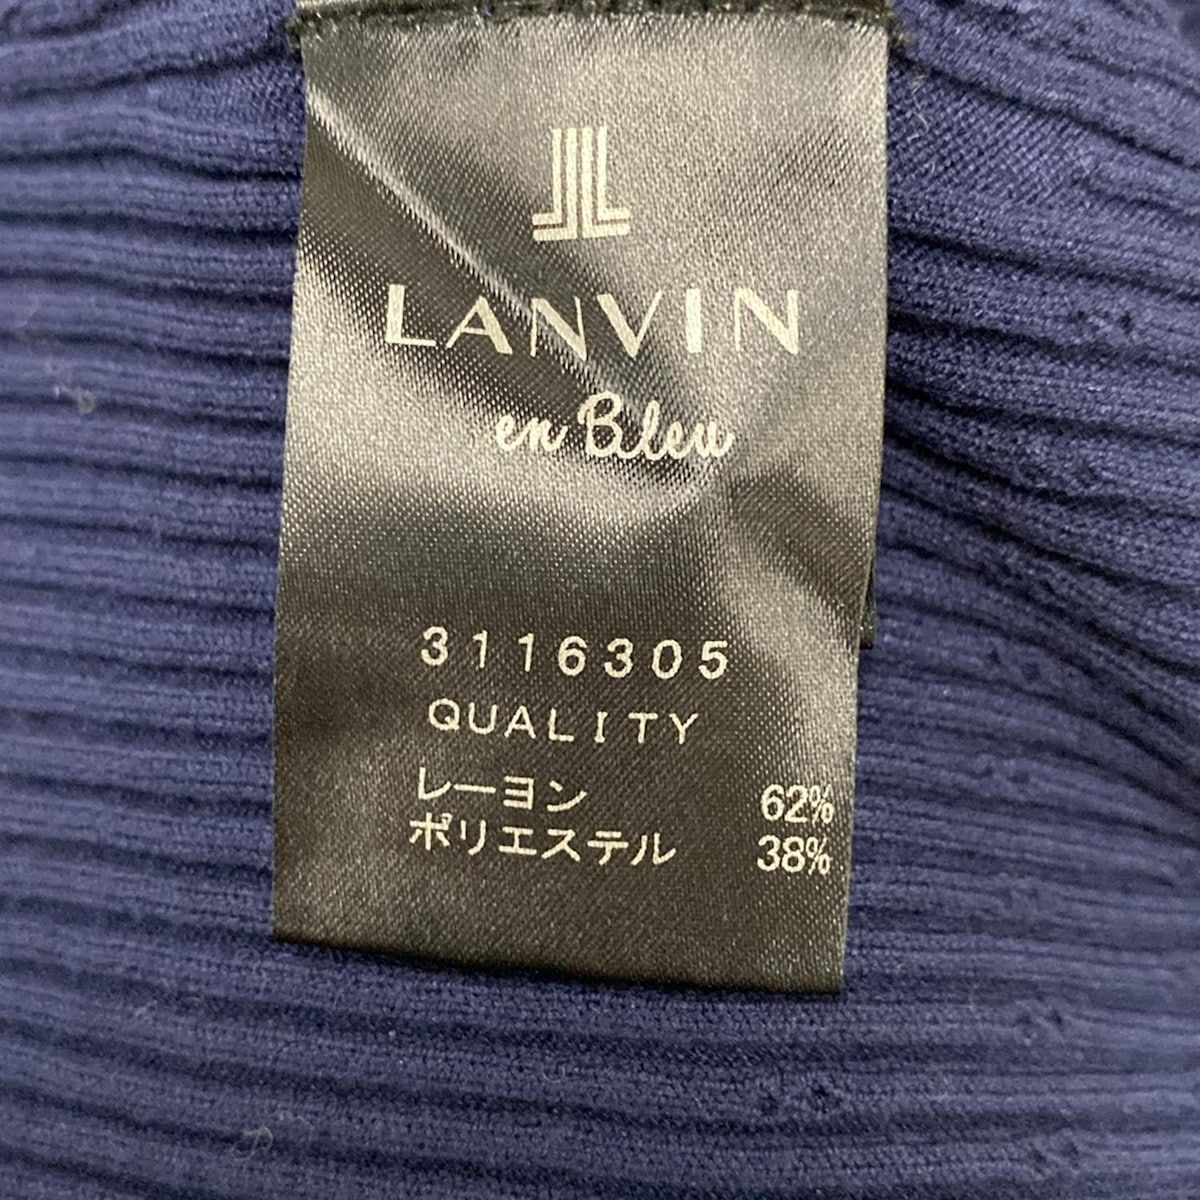 LANVIN
en Bleu
3116305
QUALITY
レーヨン 62%
ポリエステル 38%